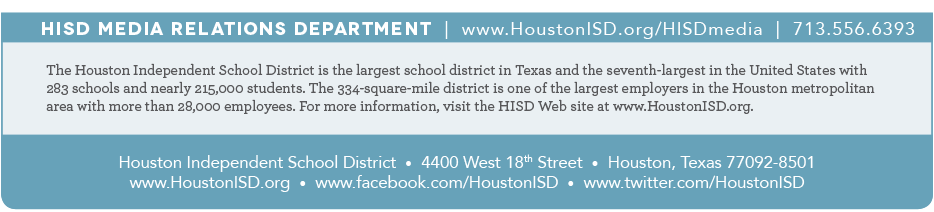 HISD MEDIA RELATIONS DEPARTMENT | www.HoustonISD.org/HISDmedia | 713.556.6393
The Houston Independent School District is the largest school district in Texas and the seventh-largest in the United States with
283 schools and nearly 215,000 students. The 334-square-mile district is one of the largest employers in the Houston metropolitan
area with more than 28,000 employees. For more information, visit the HISD Web site at www.HoustonISD.org.
Houston Independent School District • 4400 West 18th Street • Houston, Texas 77092-8501
www.HoustonISD.org • www.facebook.com/HoustonISD • www.twitter.com/HoustonISD